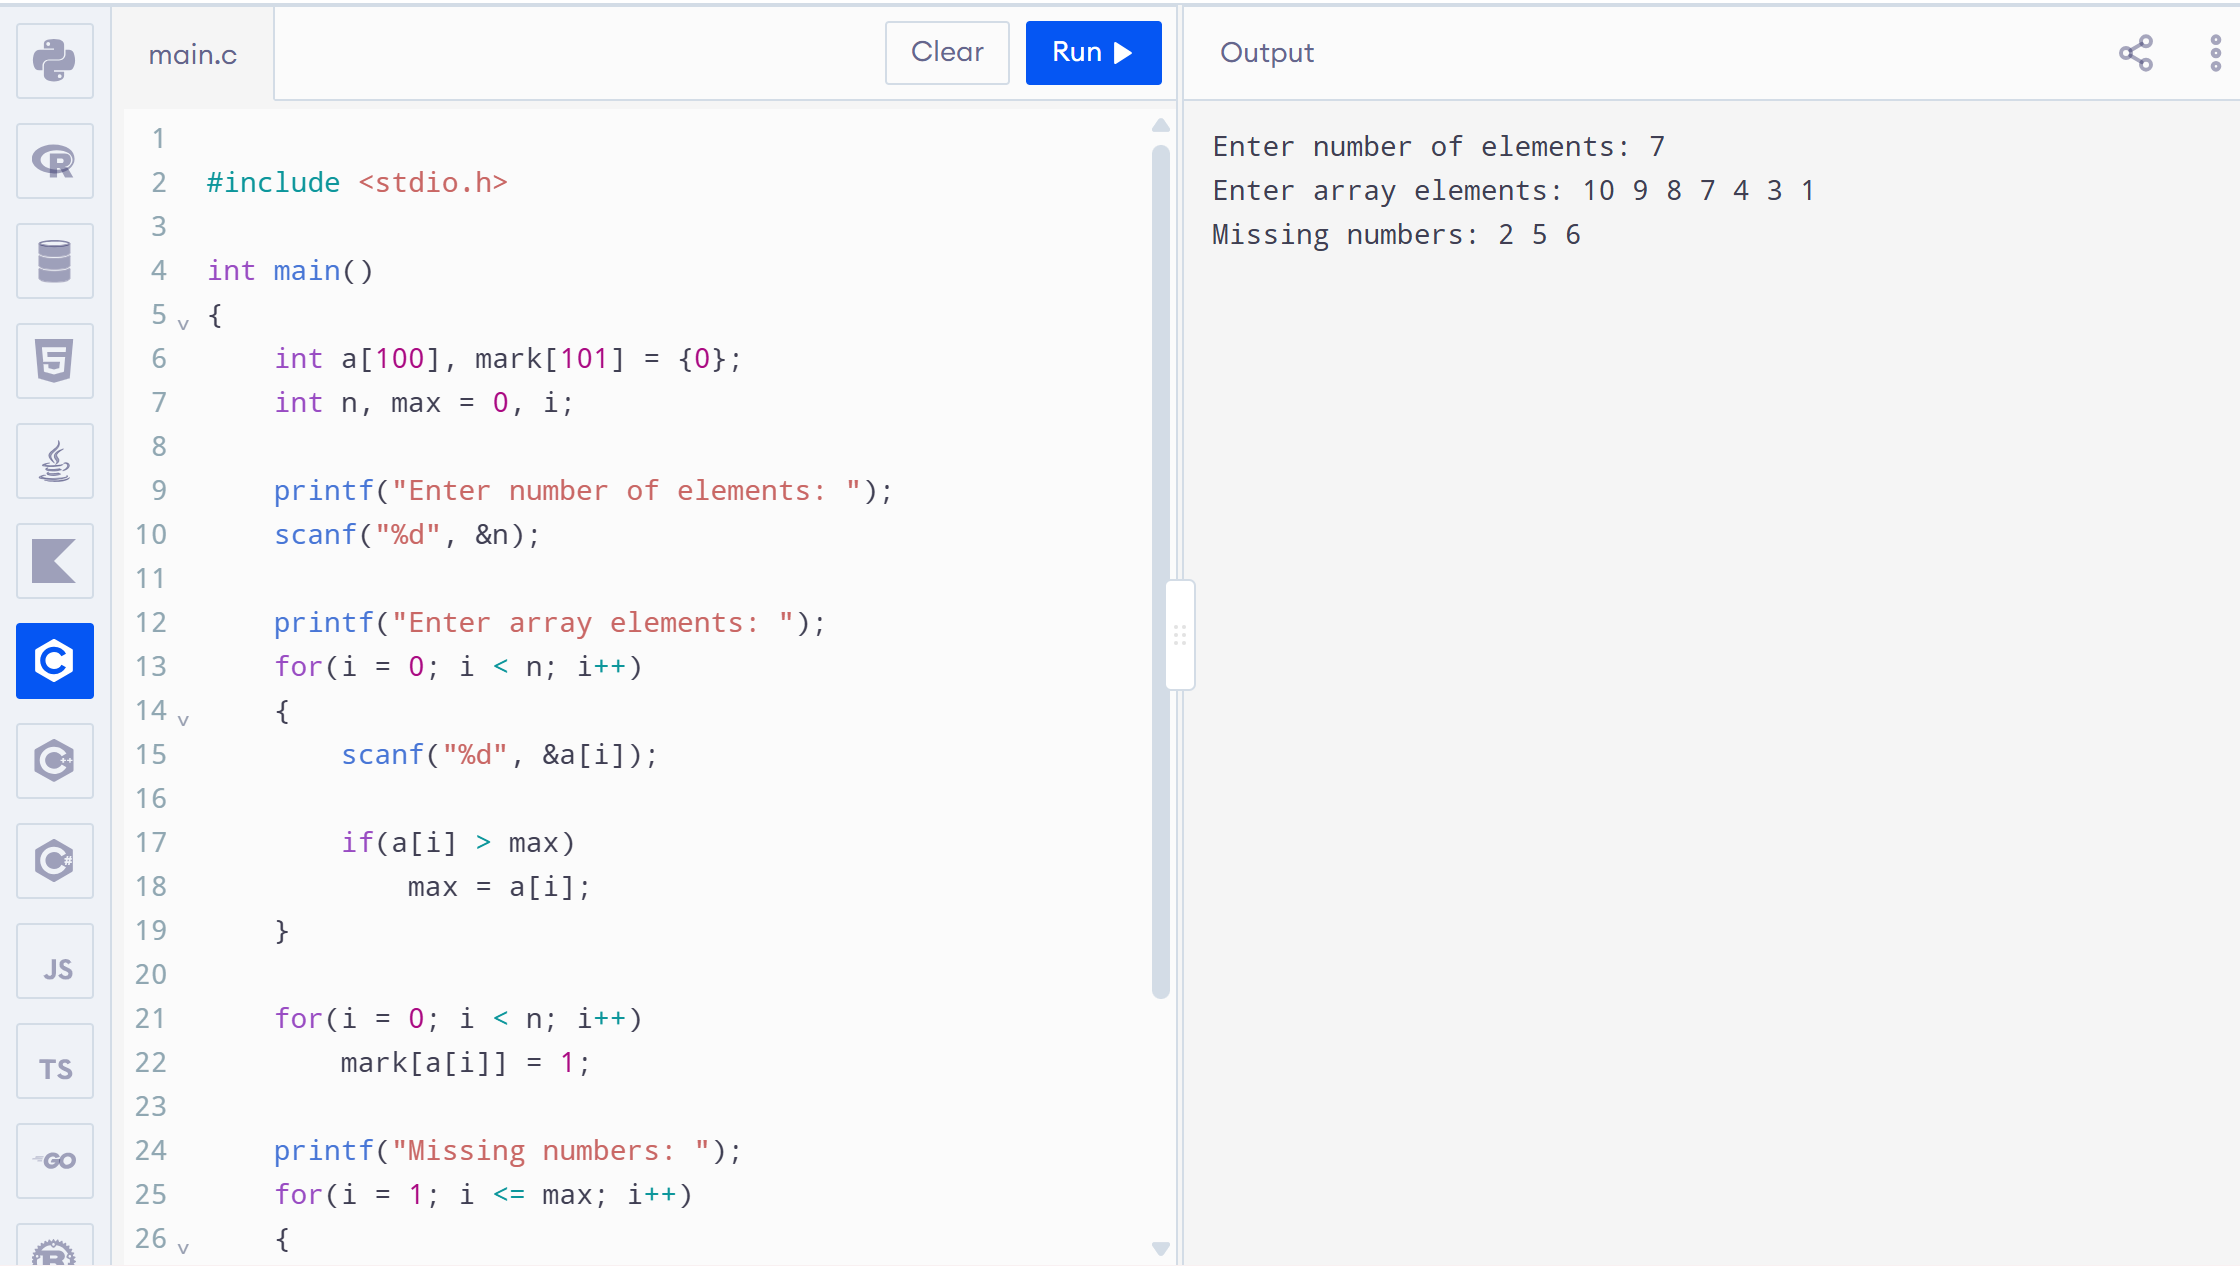 main.c
Clear
Run
Output
1
2 #include <stdio.h>
3
4 int main()
5 {
6     int a[100], mark[101] = {0};
7     int n, max = 0, i;
8
9     printf("Enter number of elements: ");
10     scanf("%d", &n);
11
12     printf("Enter array elements: ");
13     for(i = 0; i < n; i++)
14     {
15         scanf("%d", &a[i]);
16
17         if(a[i] > max)
18             max = a[i];
19     }
20
21     for(i = 0; i < n; i++)
22         mark[a[i]] = 1;
23
24     printf("Missing numbers: ");
25     for(i = 1; i <= max; i++)
26     {
Enter number of elements: 7
Enter array elements: 10 9 8 7 4 3 1
Missing numbers: 2 5 6
R
5
C
C++
C#
JS
TS
GO
R